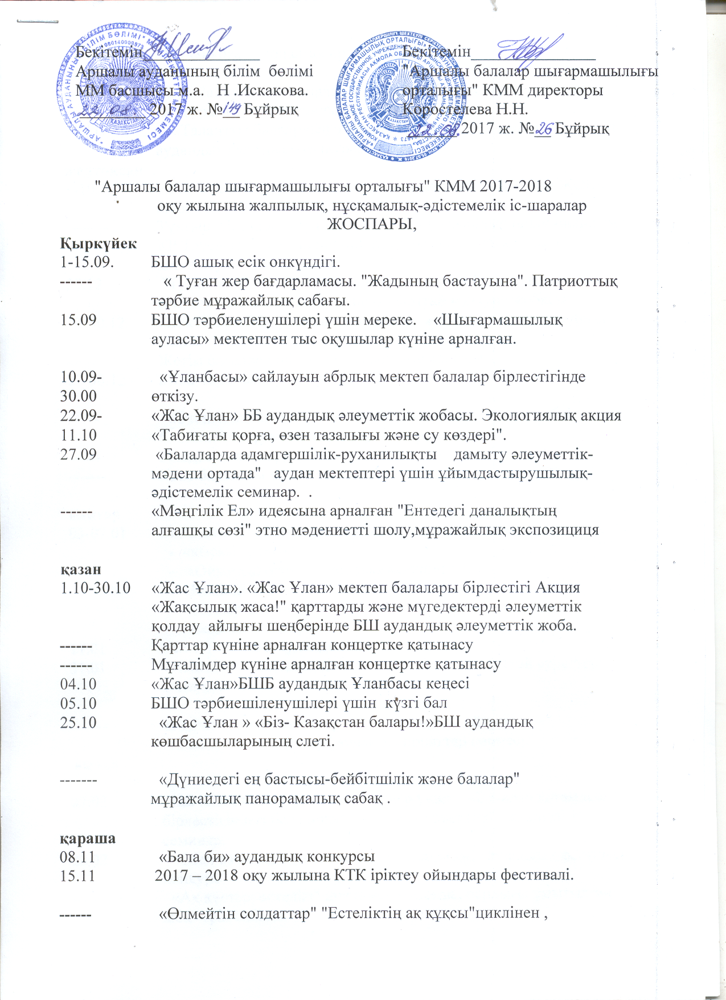 Бекітемін_______________
Аршалы ауданының білім  бөлімі
ММ басшысы м.а.   Н .Искакова.
22. 08. 2017 ж. №149 Бұйрық
Бекітемін_______________
"Аршалы балалар шығармашылығы
орталығы" КММ директоры
Коростелева Н.Н.
22. 08. 2017 ж. №26 Бұйрық
"Аршалы балалар шығармашылығы орталығы" КММ 2017-2018
оқу жылына жалпылық, нұсқамалық-әдістемелік іс-шаралар
ЖОСПАРЫ,
Қыркүйек
1-15.09. БШО ашық есік онкүндігі.
------ « Туған жер бағдарламасы. "Жадының бастауына". Патриоттық
тәрбие мұражайлық сабағы.
15.09 БШО тәрбиеленушілері үшін мереке.    «Шығармашылық
ауласы» мектептен тыс оқушылар күніне арналған.
10.09- «Ұланбасы» сайлауын абрлық мектеп балалар бірлестігінде
30.00 өткізу.
22.09- «Жас Ұлан» ББ аудандық әлеуметтік жобасы. Экологиялық акция
11.10 «Табиғаты қорға, өзен тазалығы және су көздері".
27.09 «Балаларда адамгершілік-руханилықты    дамыту әлеуметтік-
мәдени ортада"   аудан мектептері үшін ұйымдастырушылық-
әдістемелік семинар.  .
------ «Мәңгілік Ел» идеясына арналған "Ентедегі даналықтың
алғашқы сөзі" этно мәдениетті шолу,мұражайлық экспозициця
қазан
1.10-30.10 «Жас Ұлан». «Жас Ұлан» мектеп балалары бірлестігі Акция
«Жақсылық жаса!" қарттарды және мүгедектерді әлеуметтік
қолдау  айлығы шеңберінде БШ аудандық әлеуметтік жоба.
------ Қарттар күніне арналған концертке қатынасу
------ Мұғалімдер күніне арналған концертке қатынасу
04.10 «Жас Ұлан»БШБ аудандық Ұланбасы кеңесі
05.10 БШО тәрбиешіленушілері үшін  күзгі бал
25.10 «Жас Ұлан » «Біз- Казақстан балары!»БШ аудандық
көшбасшыларының слеті.
------- «Дүниедегі ең бастысы-бейбітшілік және балалар"
мұражайлық панорамалық сабақ .
қараша
08.11 «Бала би» аудандық конкурсы
15.11 2017 – 2018 оқу жылына КТК іріктеу ойындары фестивалі.
------ «Өлмейтін солдаттар" "Естеліктің ақ құқсы"циклінен ,